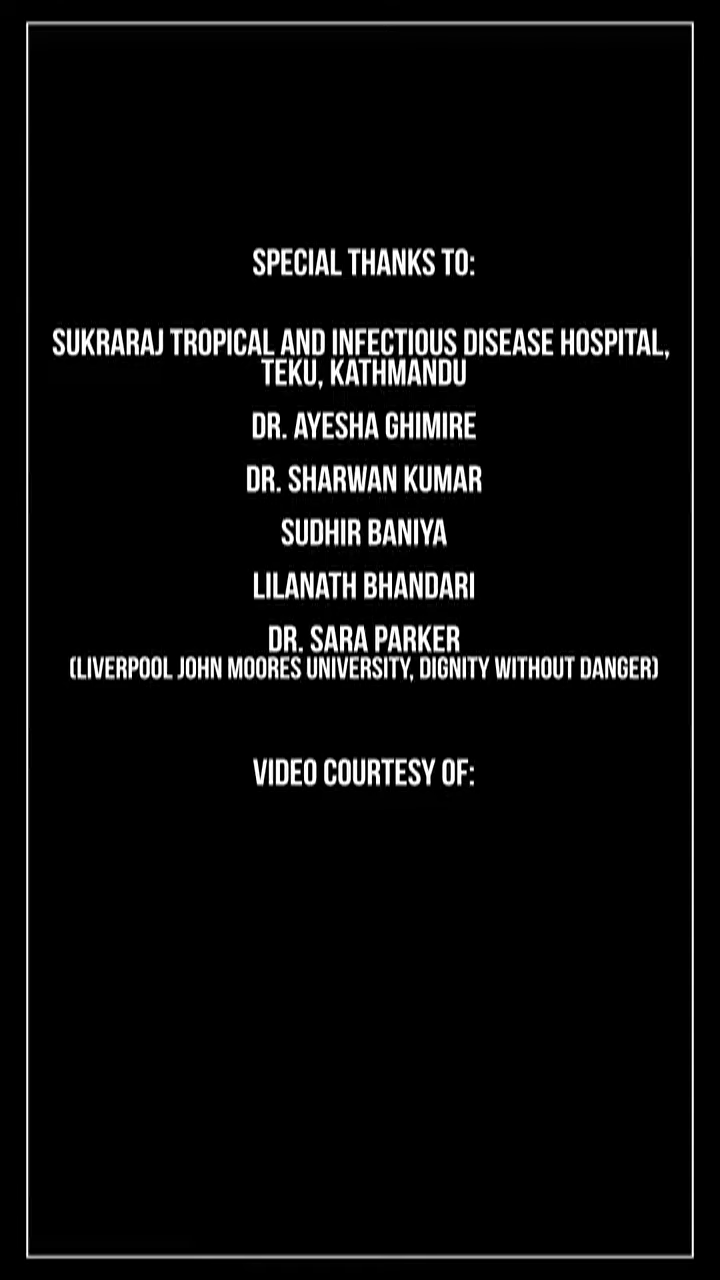 SPECIAL THANKS TO:
SUKRARAJ TROPICAL AND INFECTIOUS DISEASE HOSPITAL,
TEKU, KATHMANDU
DR. AYESHA GHIMIRE
DR. SHARWAN KUMAR
SUDHIR BANIYA
LILANATH BHANDARI
DR. SARA PARKER
(LIVERPOOL JOHN MOORES UNIVERSITY, DIGNITY WITHOUT DANGER)
VIDEO COURTESY OF: